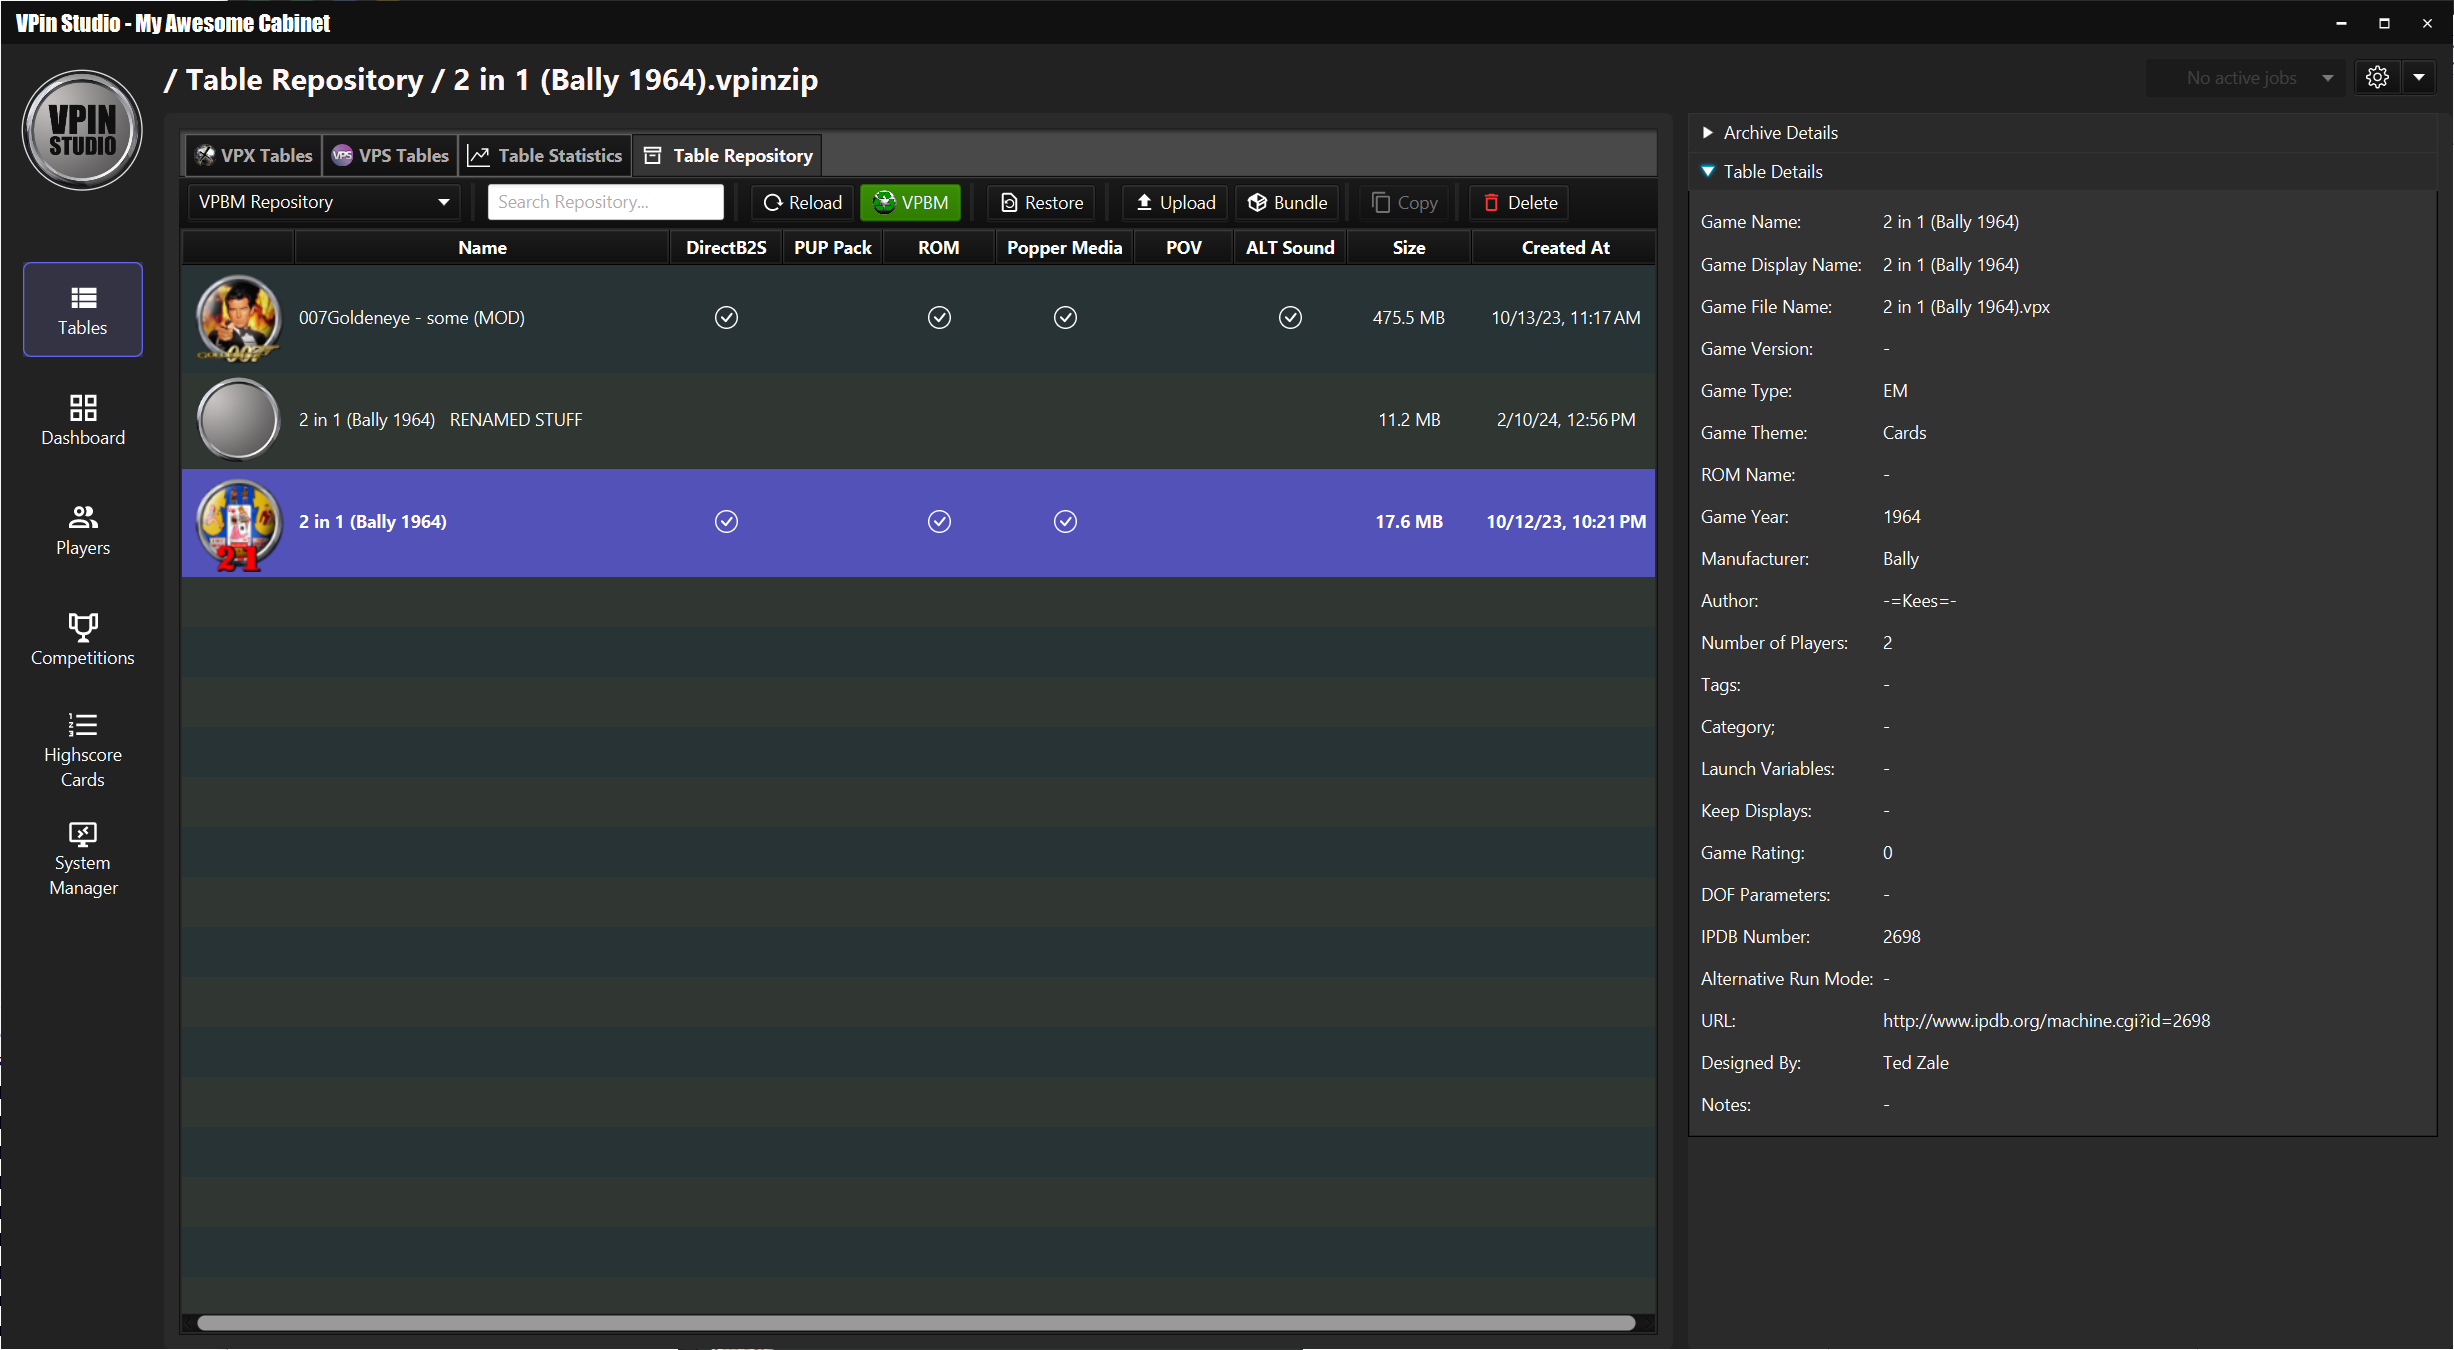 VPin Studio - My Awesome Cabinet
VPIN
STUDIO
/ Table Repository / 2 in 1 (Bally 1964).vpinzip
No active jobs
VPX Tables
VPS VPS Tables
Table Statistics
Table Repository
VPBM Repository
Search Repository...
Reload
VPBM
Restore
Upload
Bundle
Copy
Delete
Name DirectB2S PUP Pack ROM Popper Media POV ALT Sound Size Created At
007Goldeneye - some (MOD) 475.5 MB 10/13/23, 11:17 AM
007
2 in 1 (Bally 1964) RENAMED STUFF 11.2 MB 2/10/24, 12:56 PM
2 in 1 (Bally 1964) 17.6 MB 10/12/23, 10:21 PM
Tables
Dashboard
Players
Competitions
Highscore
Cards
System
Manager
Archive Details
Table Details
Game Name: 2 in 1 (Bally 1964)
Game Display Name: 2 in 1 (Bally 1964)
Game File Name: 2 in 1 (Bally 1964).vpx
Game Version: -
Game Type: EM
Game Theme: Cards
ROM Name: -
Game Year: 1964
Manufacturer: Bally
Author: -=Kees=-
Number of Players: 2
Tags: -
Category; -
Launch Variables: -
Keep Displays: -
Game Rating: 0
DOF Parameters: -
IPDB Number: 2698
Alternative Run Mode: -
URL: http://www.ipdb.org/machine.cgi?id=2698
Designed By: Ted Zale
Notes: -